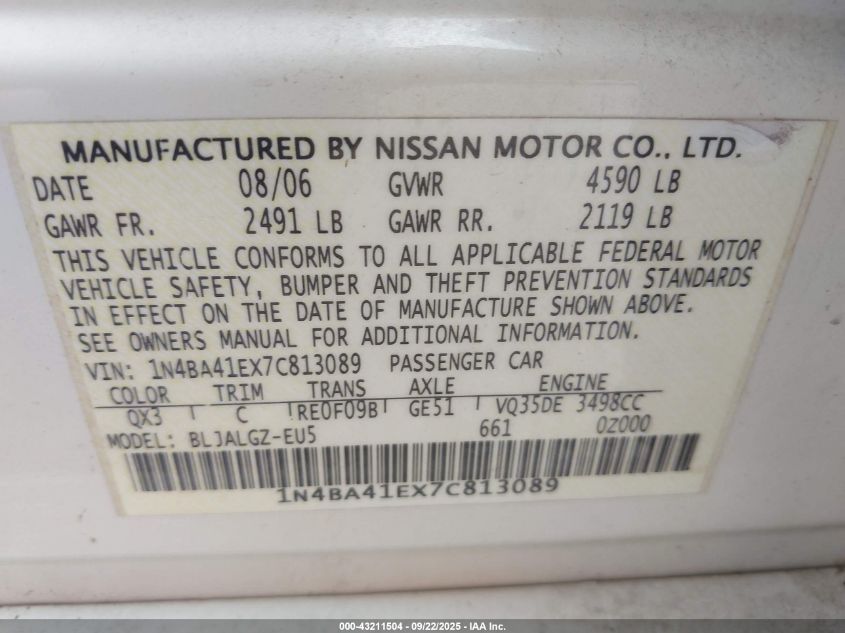 MANUFACTURED BY NISSAN MOTOR CO., LTD.
DATE 08/06 GVWR 4590 LB
GAWR FR. 2491 LB GAWR RR. 2119 LB
THIS VEHICLE CONFORMS TO ALL APPLICABLE FEDERAL MOTOR
VEHICLE SAFETY, BUMPER AND THEFT PREVENTION STANDARDS
IN EFFECT ON THE DATE OF MANUFACTURE SHOWN ABOVE.
SEE OWNERS MANUAL FOR ADDITIONAL INFORMATION.
VIN: 1N4BA41EX7C813089 PASSENGER CAR
COLOR TRIM TRANS AXLE ENGINE
QX3 C RE0F09B GE51 VQ35DE 3498CC
MODEL: BLJALGZ-EU5 661 0Z000
1N4BA41EX7C813089
000-43211504 - 09/22/2025 - IAA Inc.